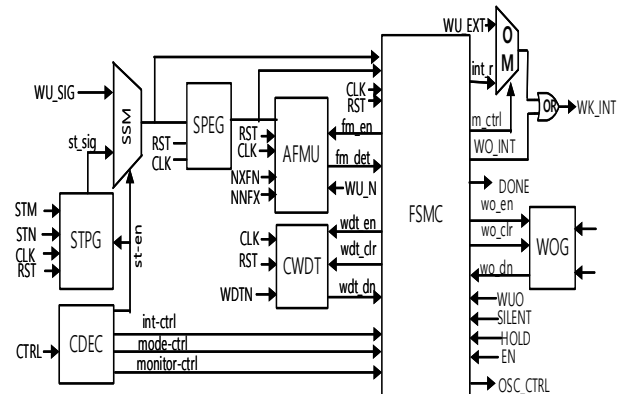 WU_EXT
OM
int_r
CLK
RST
m_ctrl
OR
WK_INT
WO_INT
WU_SIG
SSM
st_sig
SPEG
RST
CLK
RST
CLK
AFMU
fm_en
fm_det
NXFN
NNFX
WU_N
FSMC
DONE
wo_en
wo_clr
WOG
wo_dn
STM
STN
CLK
RST
STPG
st-en
CLK
RST
WDTN
CWDT
wdt_en
wdt_clr
wdt_dn
WUO
SILENT
HOLD
EN
OSC_CTRL
CTRL
CDEC
int-ctrl
mode-ctrl
monitor-ctrl